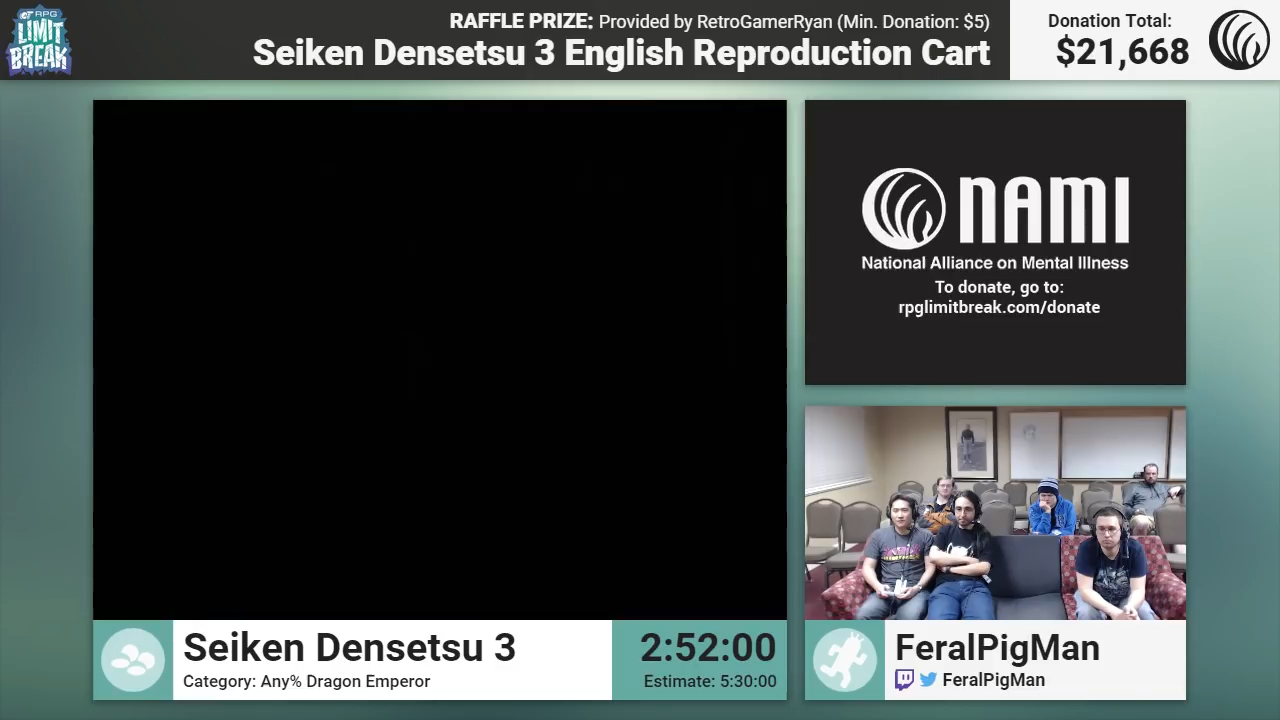 RPG
LIMIT
BREAK
RAFFLE PRIZE: Provided by RetroGamerRyan (Min. Donation: $5)
Seiken Densetsu 3 English Reproduction Cart
Donation Total:
$21,668
NAMI
National Alliance on Mental Illness
To donate, go to:
rpglimitbreak.com/donate
Seiken Densetsu 3
Category: Any% Dragon Emperor
2:52:00
Estimate: 5:30:00
FeralPigMan
FeralPigMan